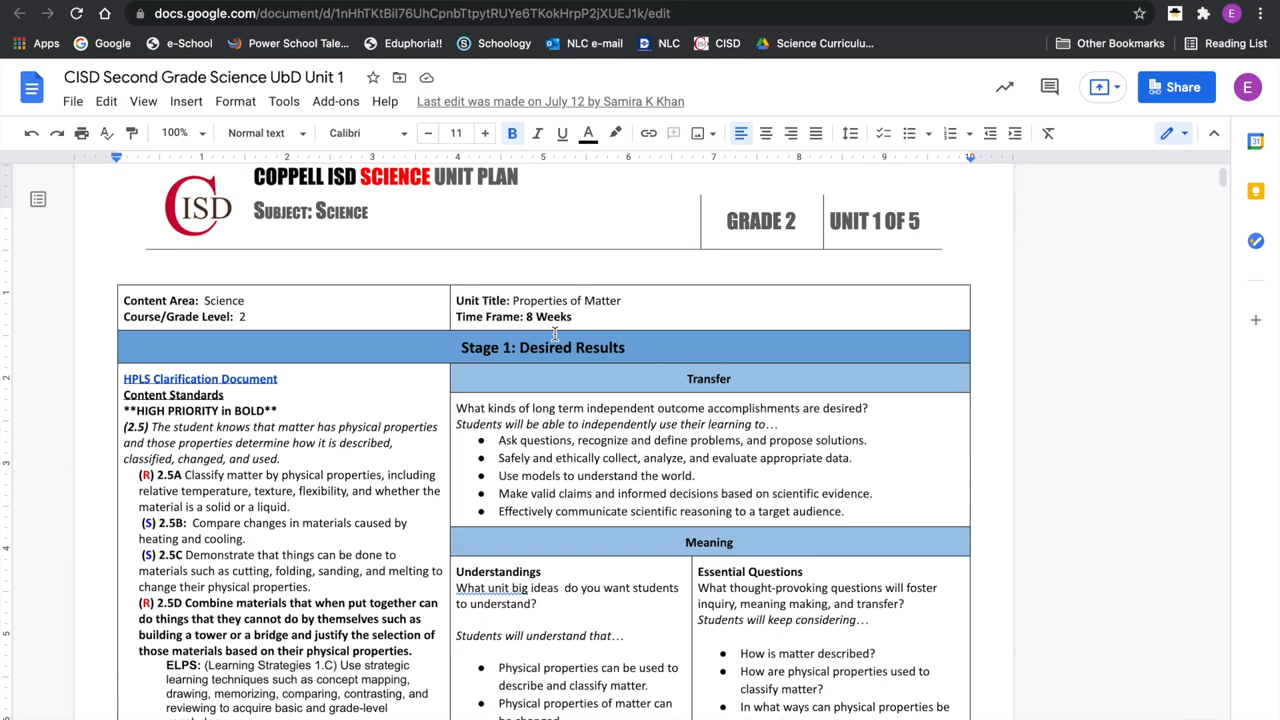 docs.google.com/document/d/1nHhTKtBil76UhCpnbTtpytRUYe6TKokHrpP2jXUEJ1k/edit
E
Apps Google e-School Power School Tale... Eduphoria!! Schoology NLC e-mail NLC CISD Science Curriculu... Other Bookmarks Reading List
CISD Second Grade Science UbD Unit 1
File Edit View Insert Format Tools Add-ons Help Last edit was made on July 12 by Samira K Khan
Share
E
100% Normal text Calibri 11 B I U A
1 2 3 4 5 6 7 8 9 10
COPPELL ISD SCIENCE UNIT PLAN
CISD
SUBJECT: SCIENCE
GRADE 2 UNIT 1 OF 5
Content Area: Science
Course/Grade Level: 2
Unit Title: Properties of Matter
Time Frame: 8 Weeks
Stage 1: Desired Results
HPLS Clarification Document
Content Standards
**HIGH PRIORITY in BOLD**
(2.5) The student knows that matter has physical properties
and those properties determine how it is described,
classified, changed, and used.
(R) 2.5A Classify matter by physical properties, including
relative temperature, texture, flexibility, and whether the
material is a solid or a liquid.
(S) 2.5B: Compare changes in materials caused by
heating and cooling.
(S) 2.5C Demonstrate that things can be done to
materials such as cutting, folding, sanding, and melting to
change their physical properties.
(R) 2.5D Combine materials that when put together can
do things that they cannot do by themselves such as
building a tower or a bridge and justify the selection of
those materials based on their physical properties.
ELPS: (Learning Strategies 1.C) Use strategic
learning techniques such as concept mapping,
drawing, memorizing, comparing, contrasting, and
reviewing to acquire basic and grade-level
Transfer
What kinds of long term independent outcome accomplishments are desired?
Students will be able to independently use their learning to…
● Ask questions, recognize and define problems, and propose solutions.
● Safely and ethically collect, analyze, and evaluate appropriate data.
● Use models to understand the world.
● Make valid claims and informed decisions based on scientific evidence.
● Effectively communicate scientific reasoning to a target audience.
Meaning
Understandings
What unit big ideas do you want students
to understand?
Students will understand that…
● Physical properties can be used to
describe and classify matter.
● Physical properties of matter can
be changed
Essential Questions
What thought-provoking questions will foster
inquiry, meaning making, and transfer?
Students will keep considering…
● How is matter described?
● How are physical properties used to
classify matter?
● In what ways can physical properties be
1
2
3
4
5
31